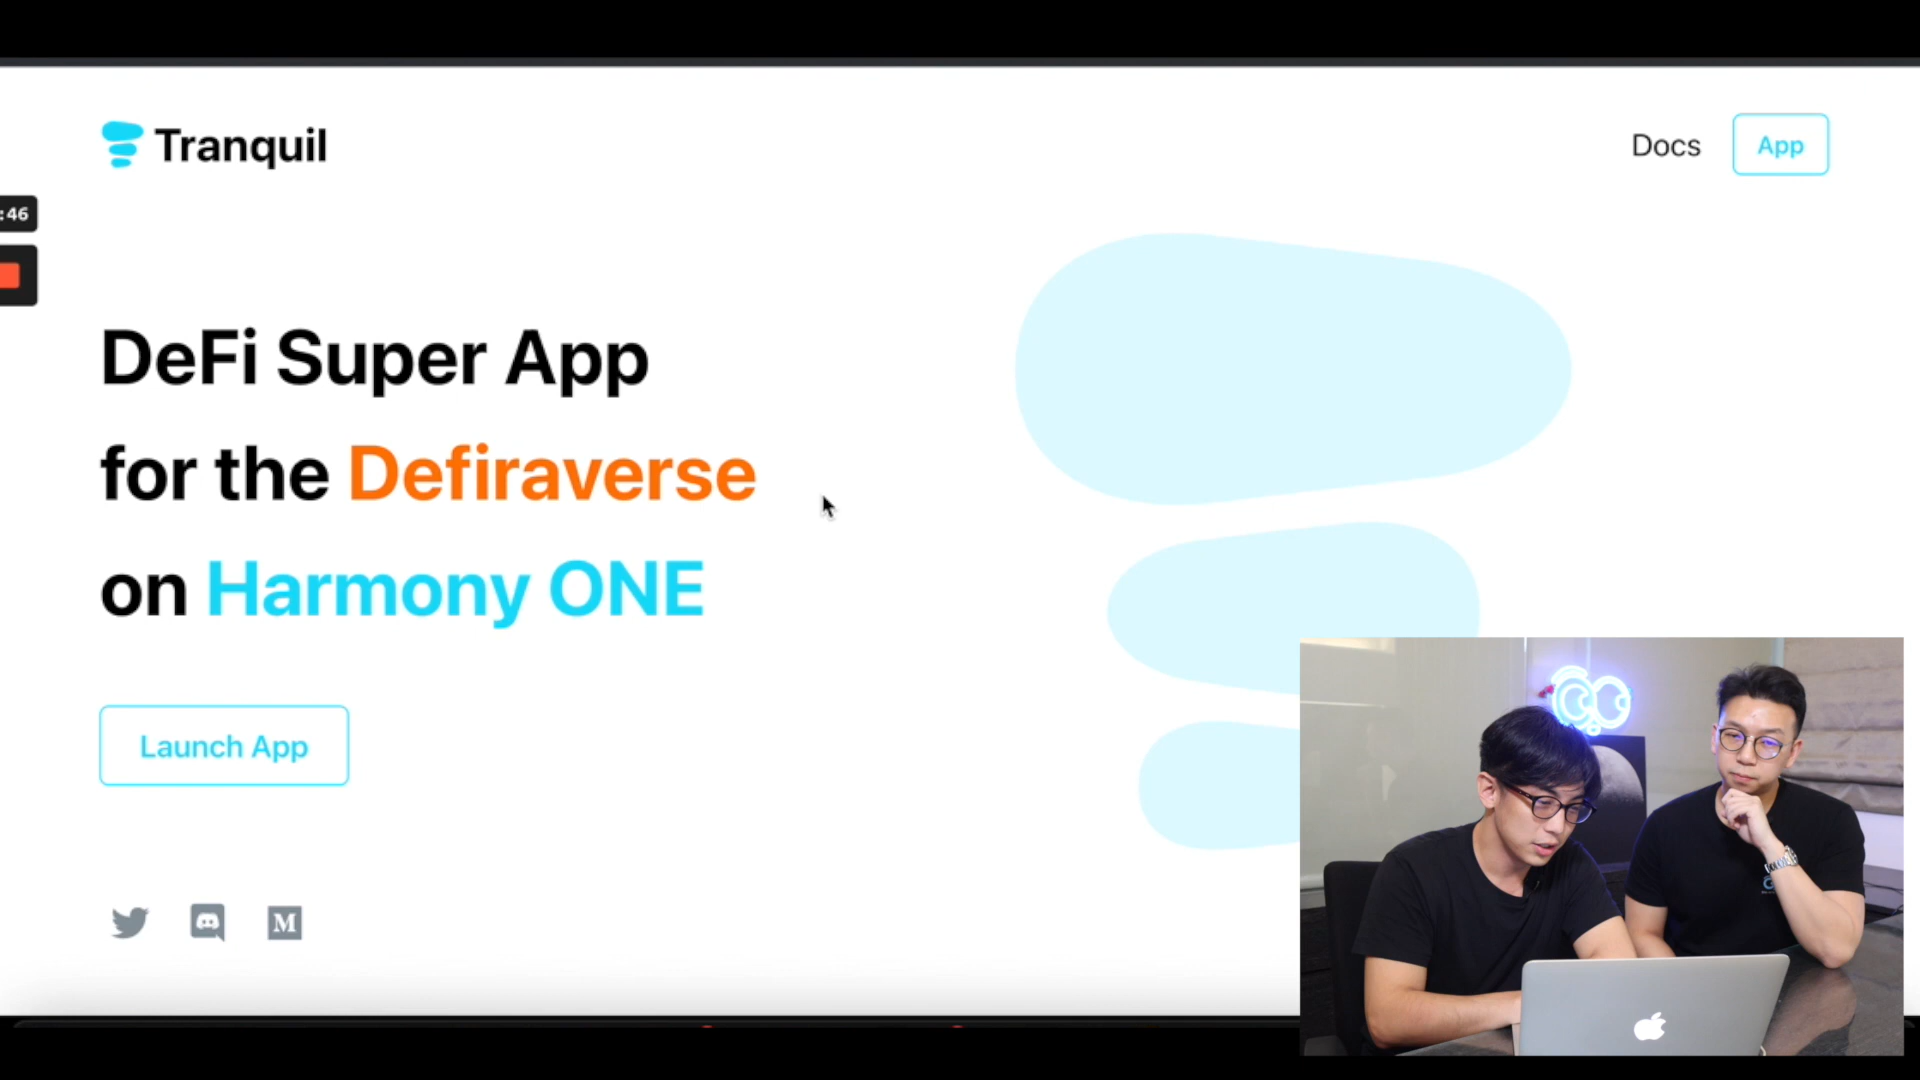 Tranquil
Docs
App
:46
DeFi Super App
for the Defiraverse
on Harmony ONE
Launch App
M